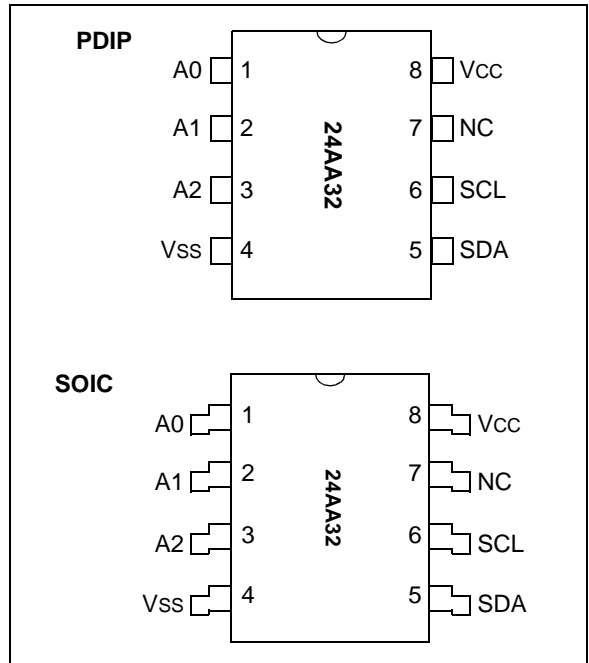 PDIP
A0 1 8 VCC
A1 2 7 NC
A2 3 6 SCL
VSS 4 5 SDA
24AA32
SOIC
A0 1 8 VCC
A1 2 7 NC
A2 3 6 SCL
VSS 4 5 SDA
24AA32